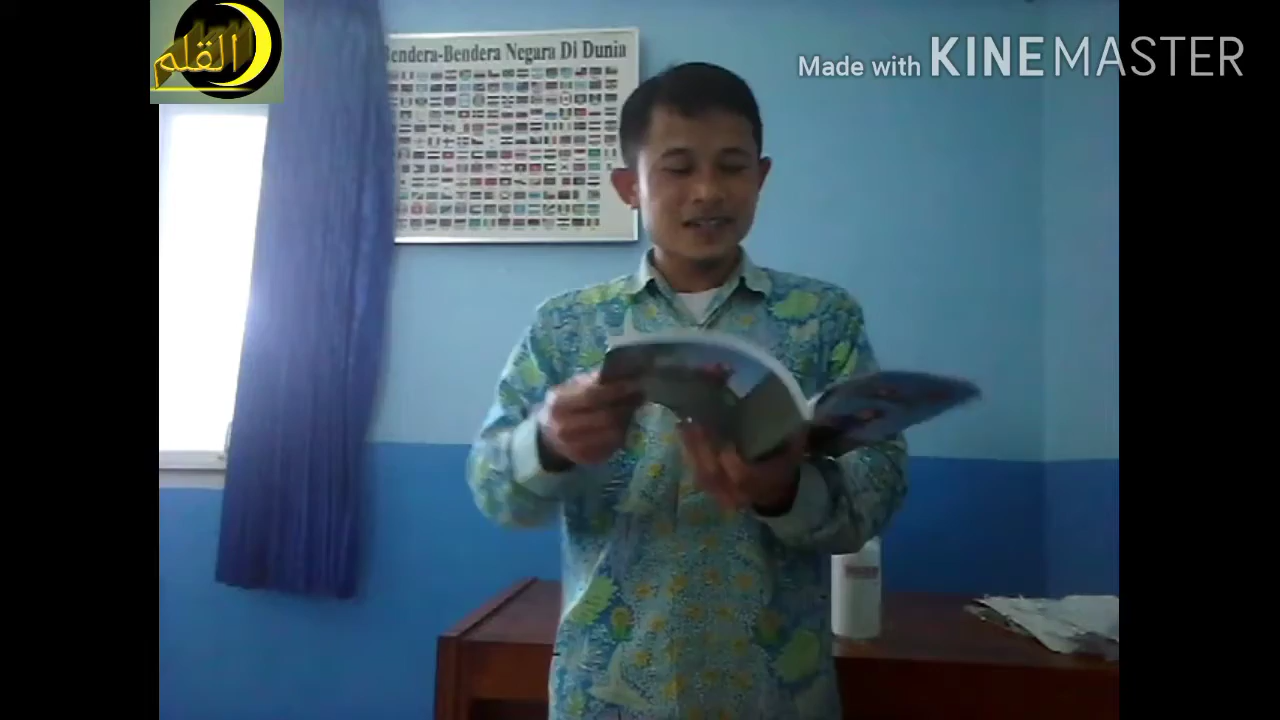 القلم
Bendera-Bendera Negara Di Dunia
Made with KINEMASTER